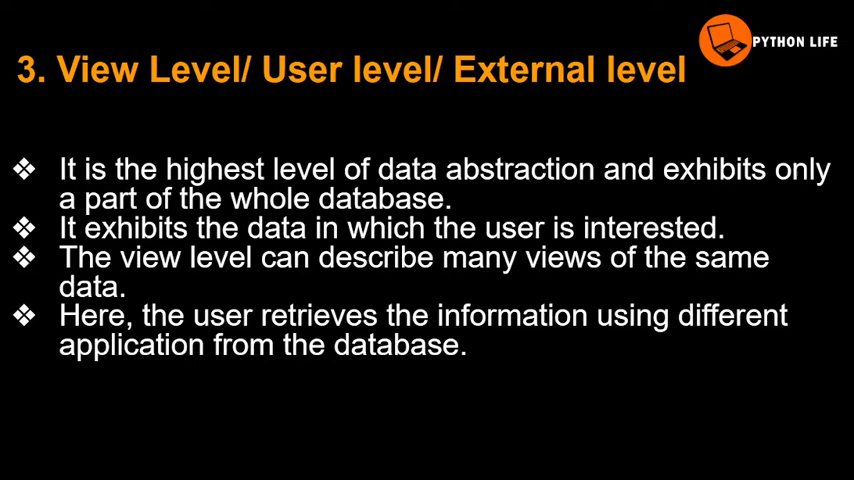 PYTHON LIFE
3. View Level/ User level/ External level
❖ It is the highest level of data abstraction and exhibits only
a part of the whole database.
❖ It exhibits the data in which the user is interested.
❖ The view level can describe many views of the same
data.
❖ Here, the user retrieves the information using different
application from the database.